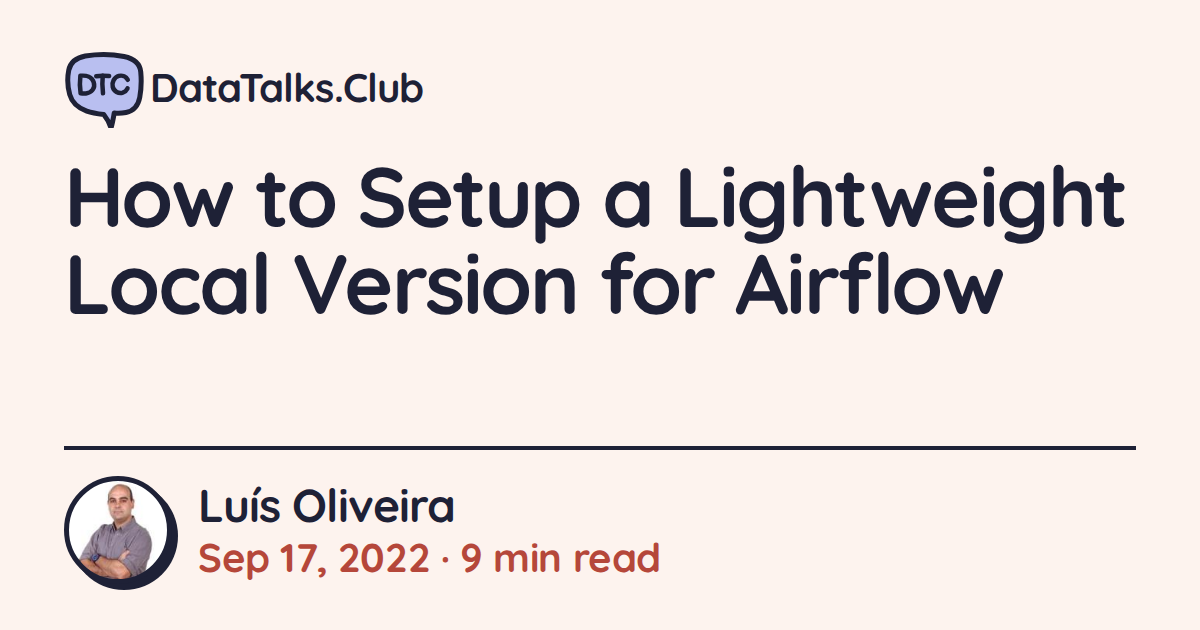 DTC DataTalks.Club
How to Setup a Lightweight
Local Version for Airflow
Luís Oliveira
Sep 17, 2022 · 9 min read